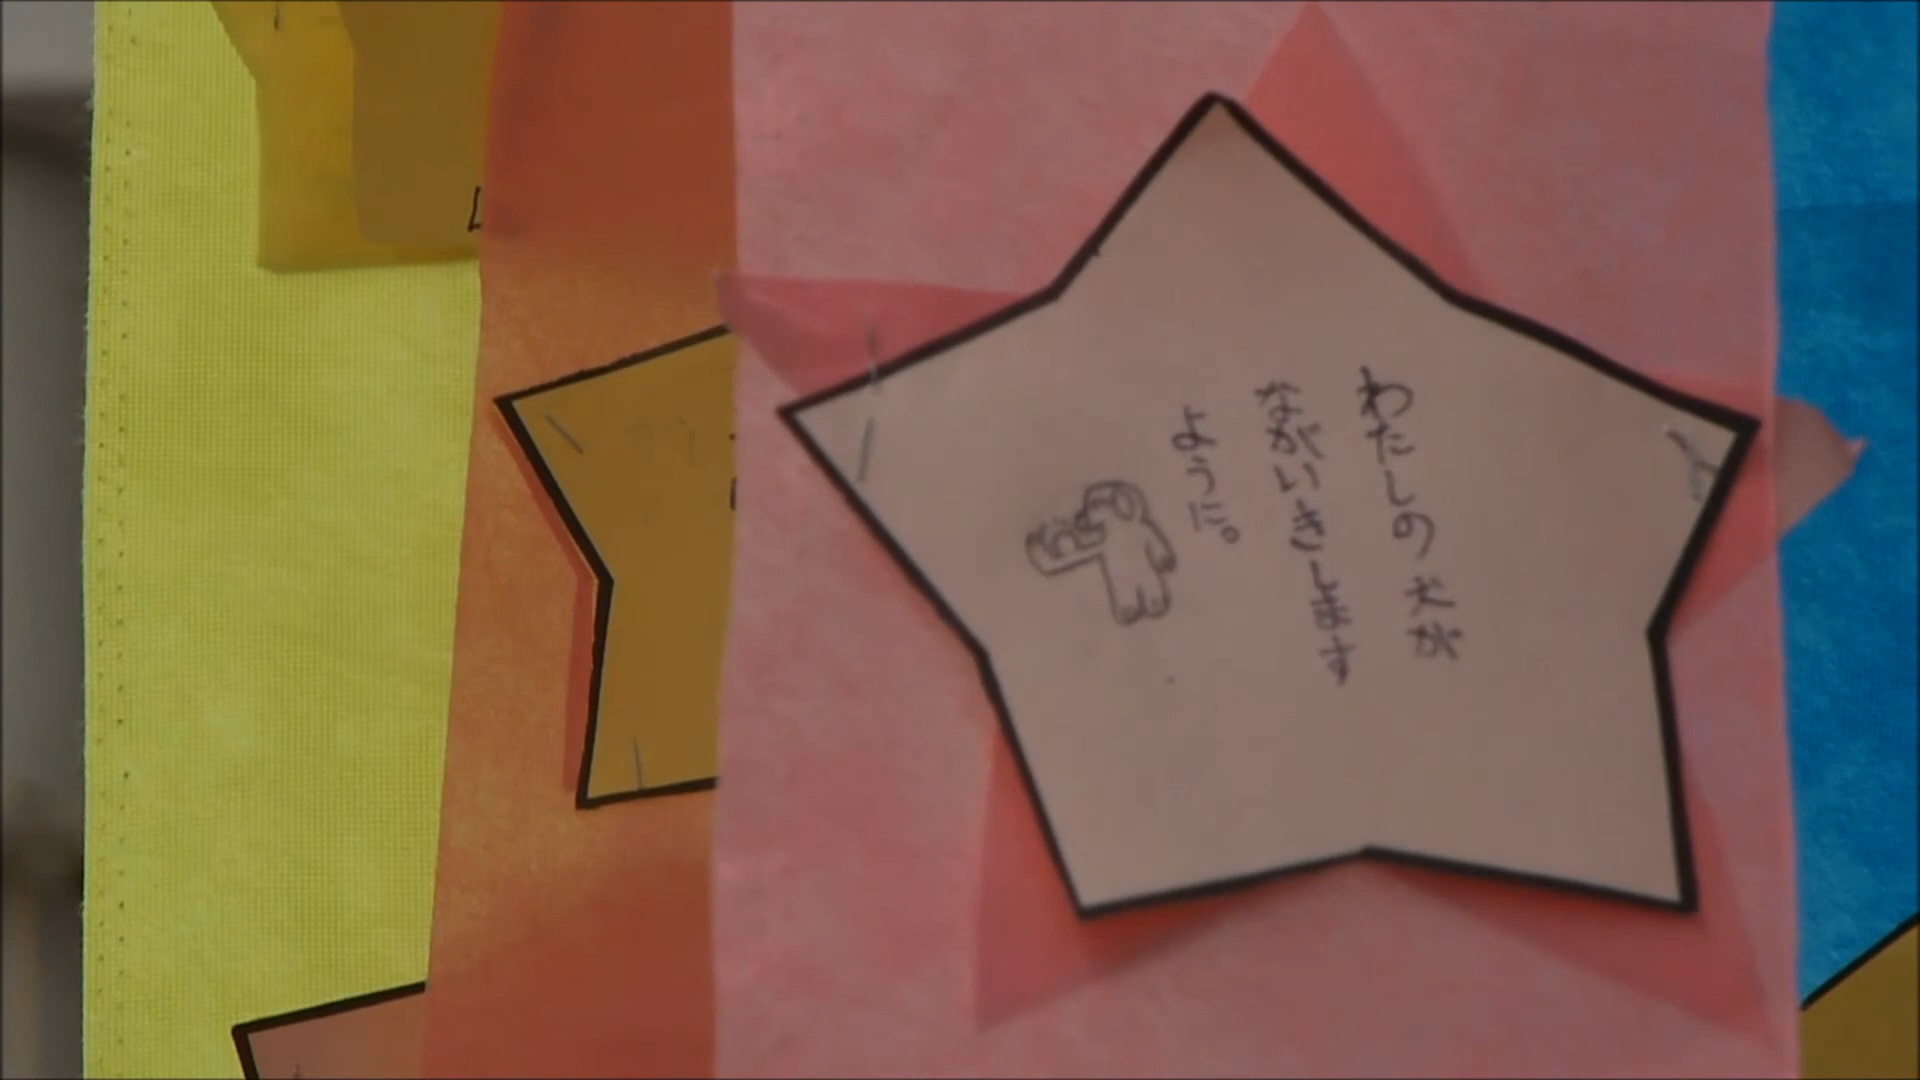 わたしの犬が
ながいきします
ように。